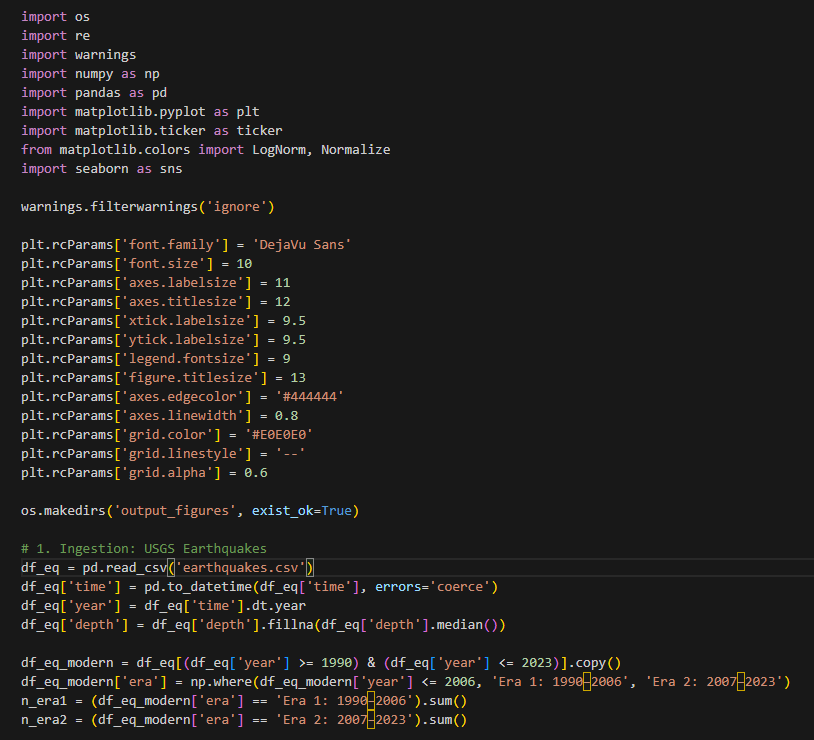 import os
import re
import warnings
import numpy as np
import pandas as pd
import matplotlib.pyplot as plt
import matplotlib.ticker as ticker
from matplotlib.colors import LogNorm, Normalize
import seaborn as sns
warnings.filterwarnings('ignore')
plt.rcParams['font.family'] = 'DejaVu Sans'
plt.rcParams['font.size'] = 10
plt.rcParams['axes.labelsize'] = 11
plt.rcParams['axes.titlesize'] = 12
plt.rcParams['xtick.labelsize'] = 9.5
plt.rcParams['ytick.labelsize'] = 9.5
plt.rcParams['legend.fontsize'] = 9
plt.rcParams['figure.titlesize'] = 13
plt.rcParams['axes.edgecolor'] = '#444444'
plt.rcParams['axes.linewidth'] = 0.8
plt.rcParams['grid.color'] = '#E0E0E0'
plt.rcParams['grid.linestyle'] = '--'
plt.rcParams['grid.alpha'] = 0.6
os.makedirs('output_figures', exist_ok=True)
# 1. Ingestion: USGS Earthquakes
df_eq = pd.read_csv('earthquakes.csv')
df_eq['time'] = pd.to_datetime(df_eq['time'], errors='coerce')
df_eq['year'] = df_eq['time'].dt.year
df_eq['depth'] = df_eq['depth'].fillna(df_eq['depth'].median())
df_eq_modern = df_eq[(df_eq['year'] >= 1990) & (df_eq['year'] <= 2023)].copy()
df_eq_modern['era'] = np.where(df_eq_modern['year'] <= 2006, 'Era 1: 1990–2006', 'Era 2: 2007–2023')
n_era1 = (df_eq_modern['era'] == 'Era 1: 1990–2006').sum()
n_era2 = (df_eq_modern['era'] == 'Era 2: 2007–2023').sum()